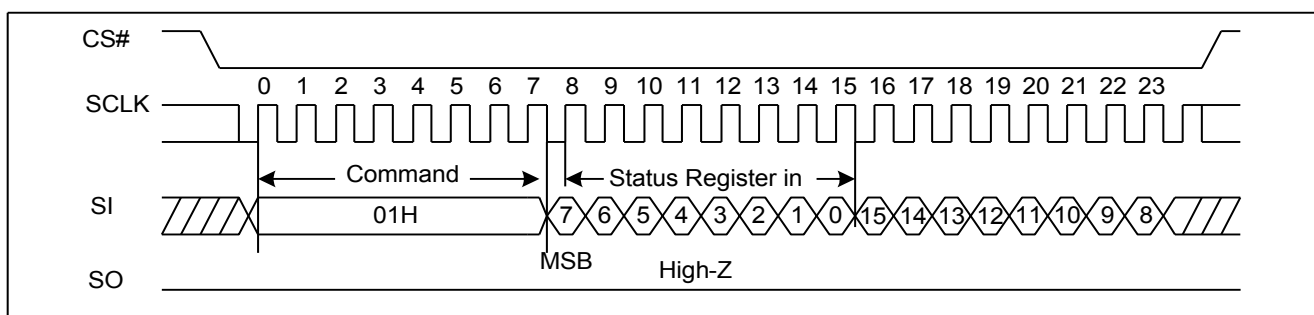 CS#
0 1 2 3 4 5 6 7 8 9 10 11 12 13 14 15 16 17 18 19 20 21 22 23
SCLK
Command Status Register in
SI 01H 7 6 5 4 3 2 1 0 15 14 13 12 11 10 9 8
MSB High-Z
SO